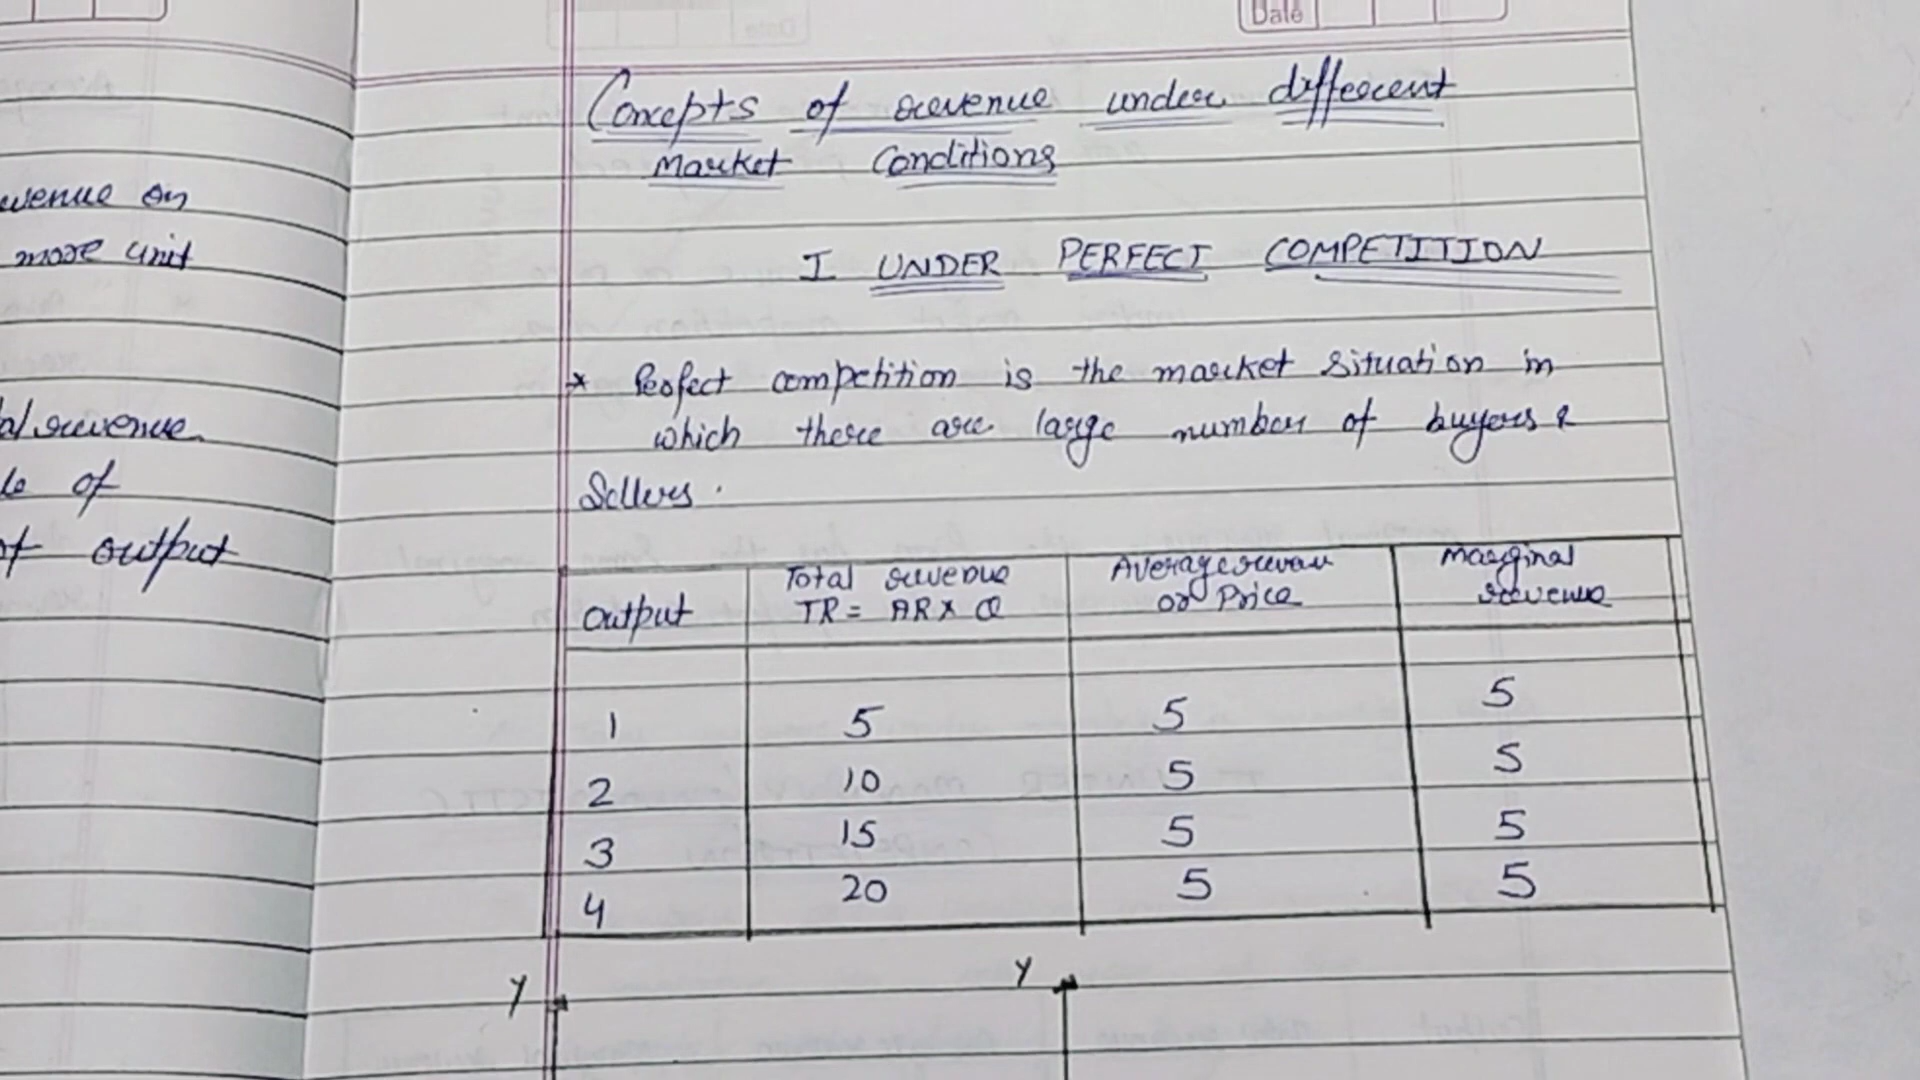 Date
Concepts of revenue under different
Market Conditions
I UNDER PERFECT COMPETITION
* Perfect competition is the market situation in
which there are large number of buyers &
Sellers.
Output | Total revenue TR = AR x Q | Average revenue or Price | Marginal revenue
1 5 5 5
2 10 5 5
3 15 5 5
4 20 5 5
Y Y
on
more unit
revenue
of
output